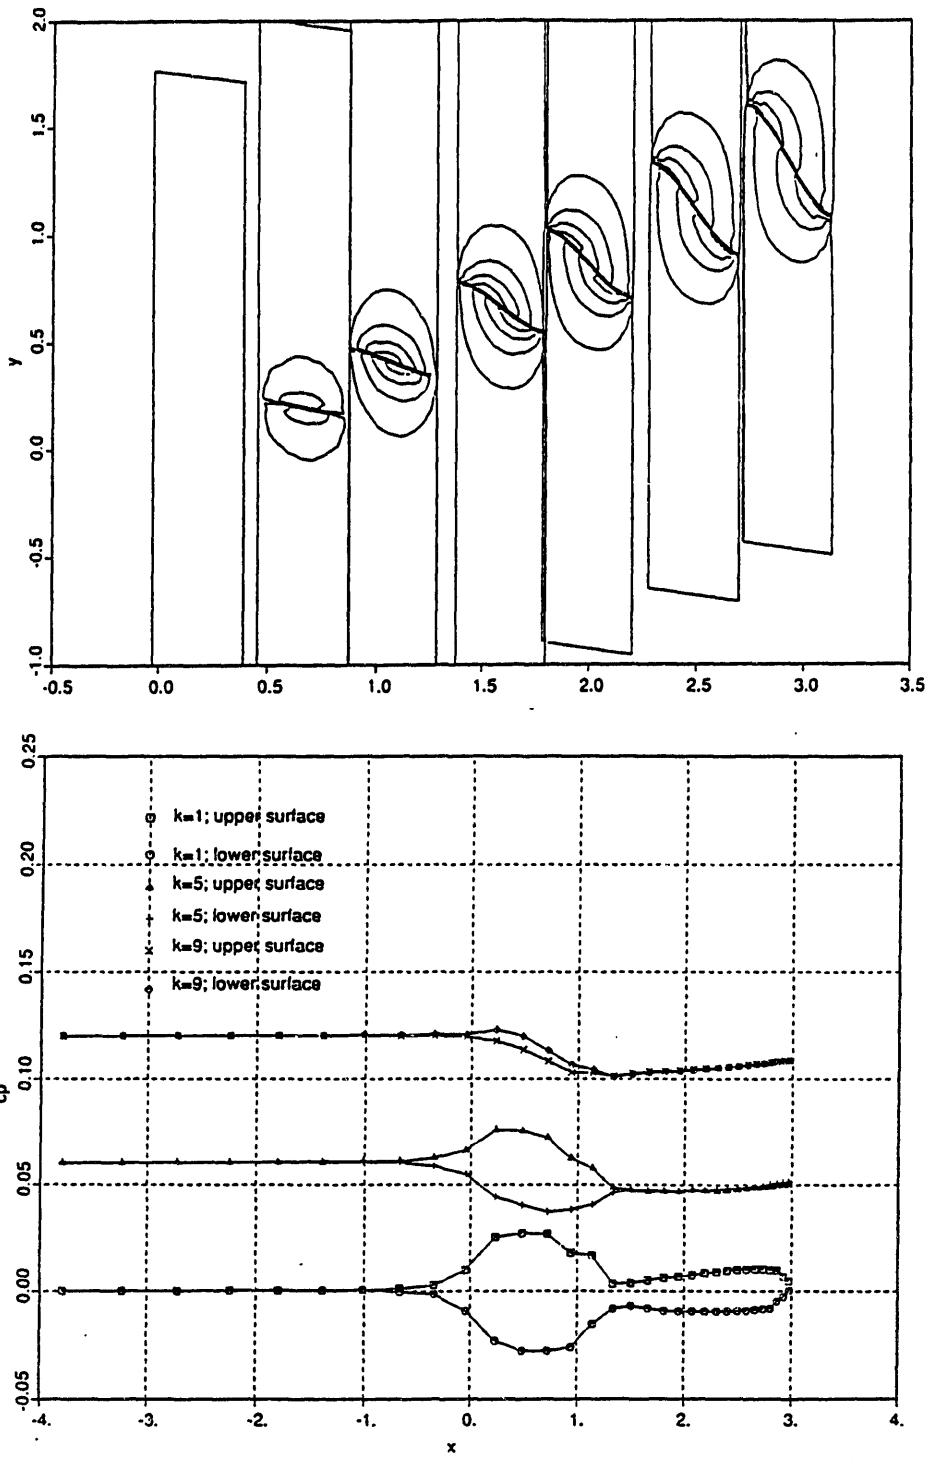 2.0
1.5
1.0
0.5
0.0
-0.5
-1.0
y
-0.5 0.0 0.5 1.0 1.5 2.0 2.5 3.0 3.5
0.25
0.20
0.15
0.10
0.05
0.00
-0.05
cp
k=1; upper surface
k=1; lower surface
k=5; upper surface
k=5; lower surface
k=9; upper surface
k=9; lower surface
-4. -3. -2. -1. 0. 1. 2. 3. 4.
x